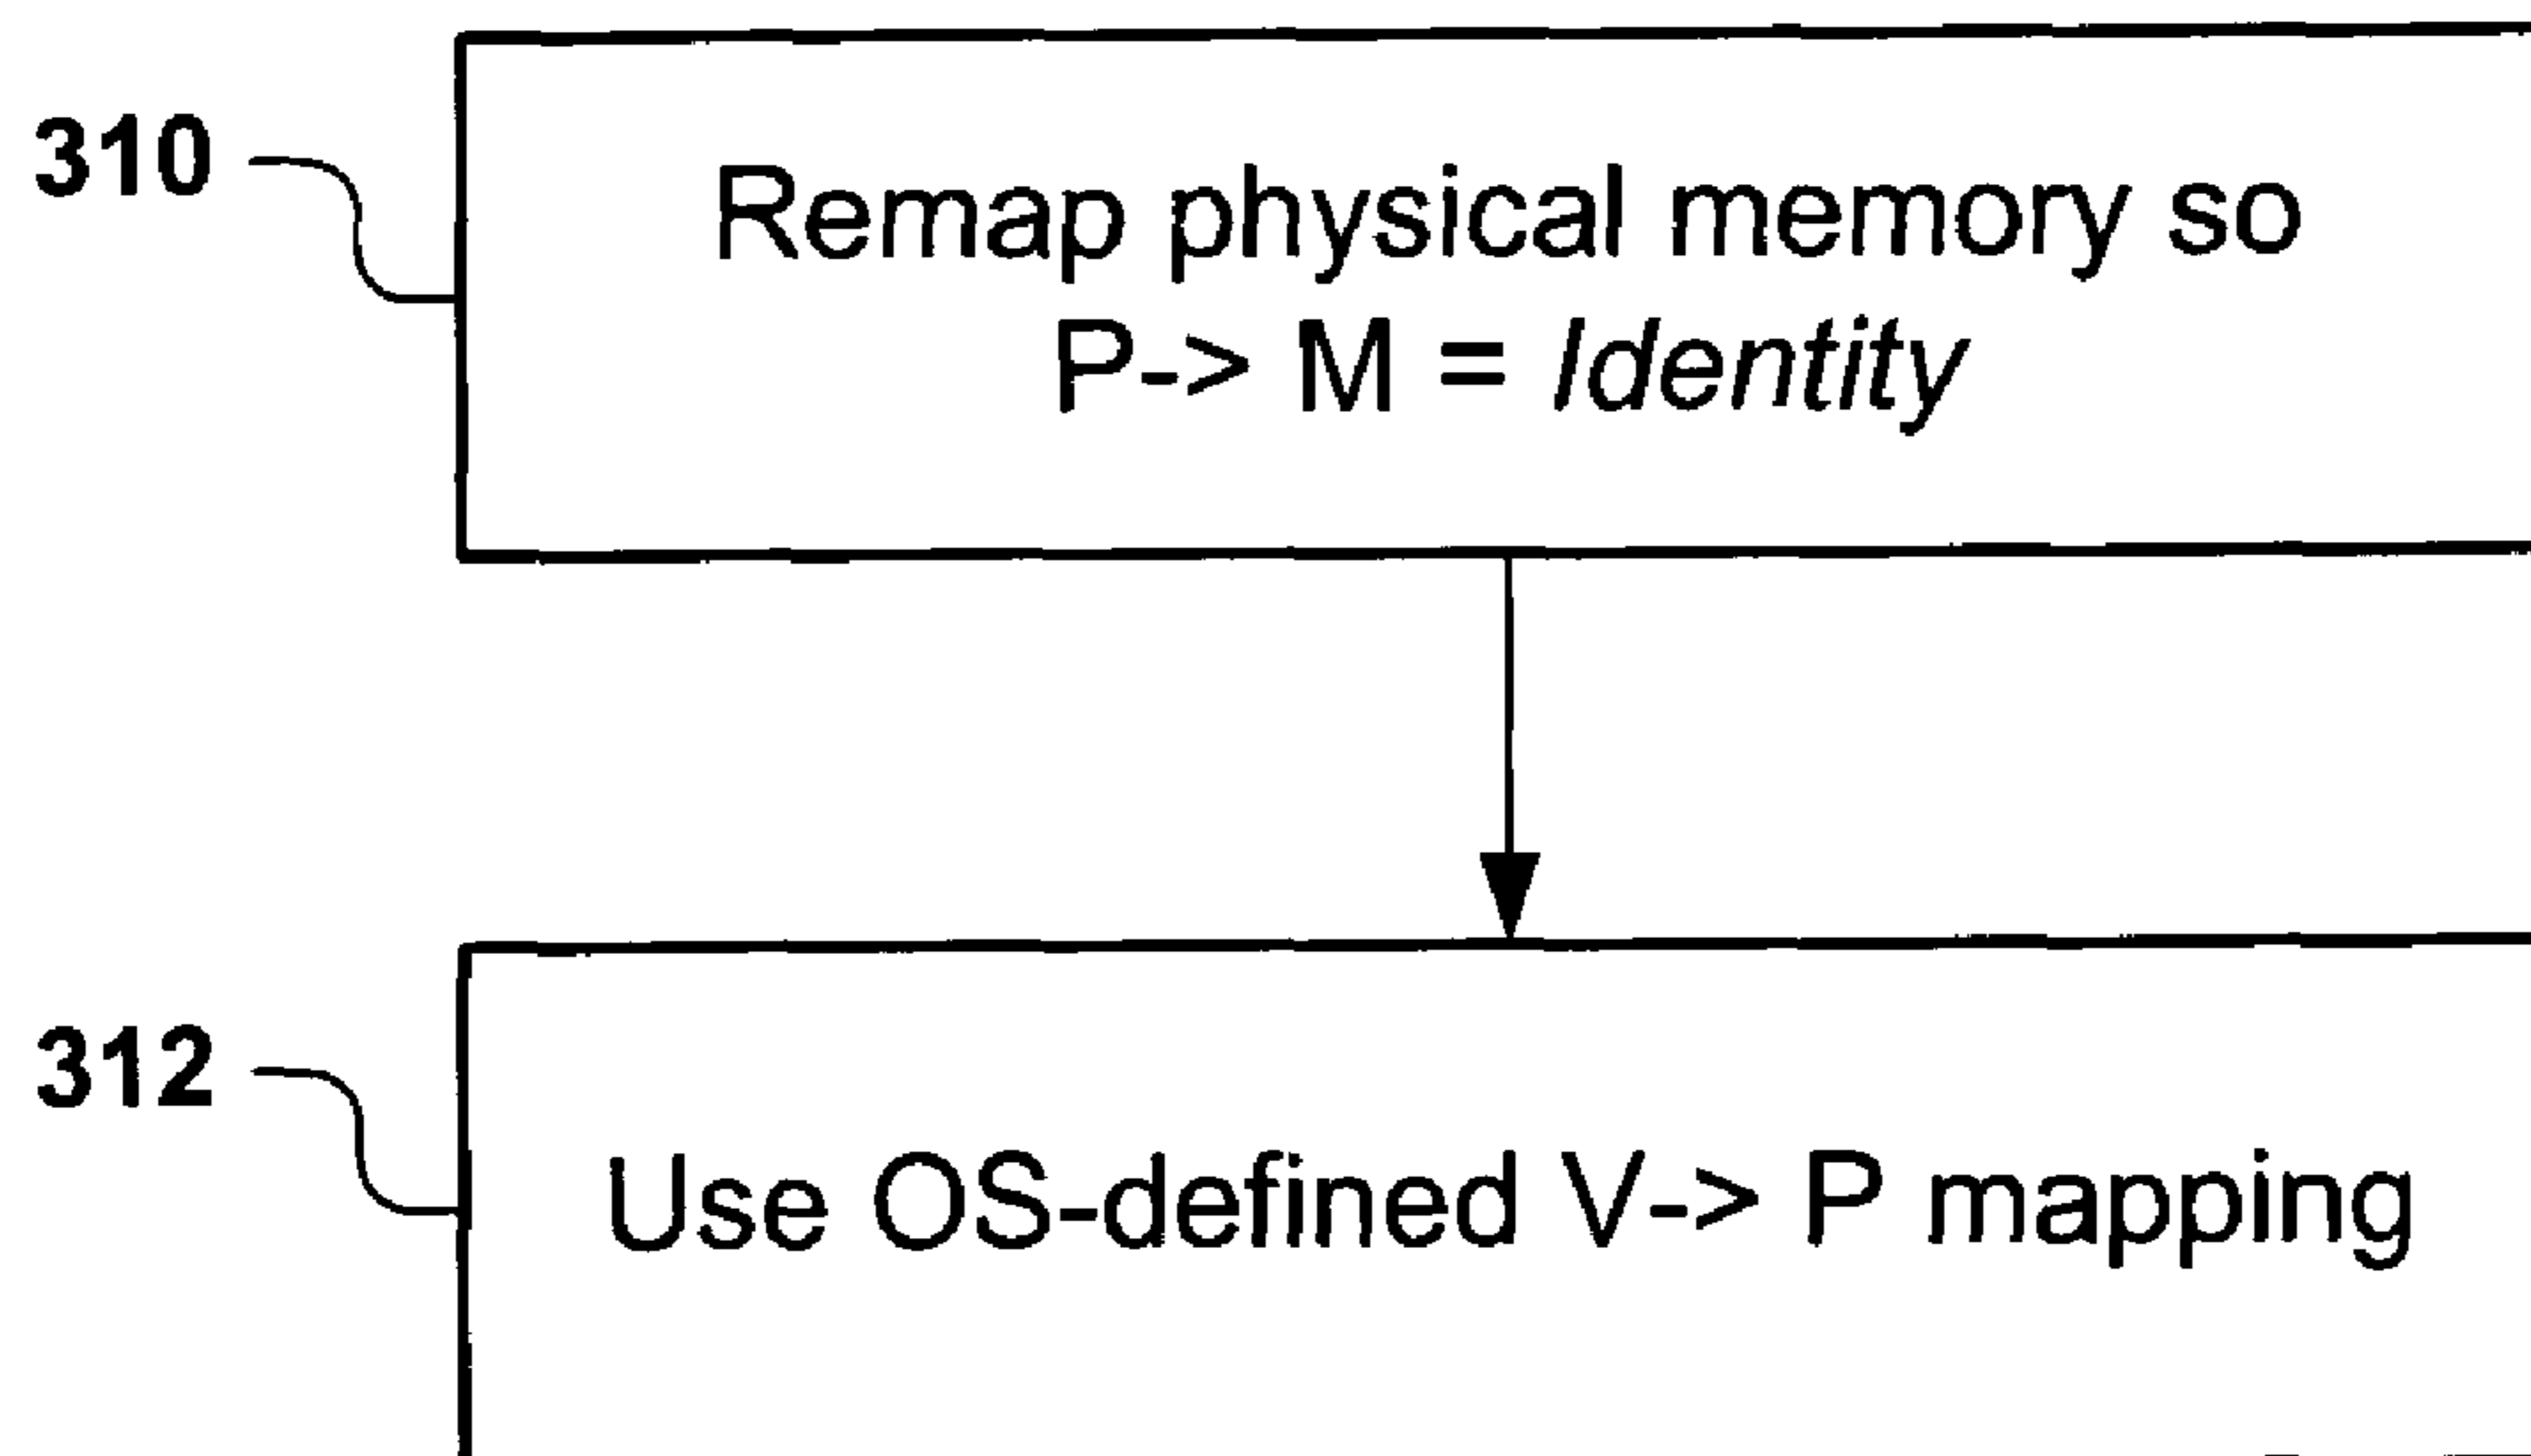 310
Remap physical memory so
P-> M = Identity
312
Use OS-defined V-> P mapping